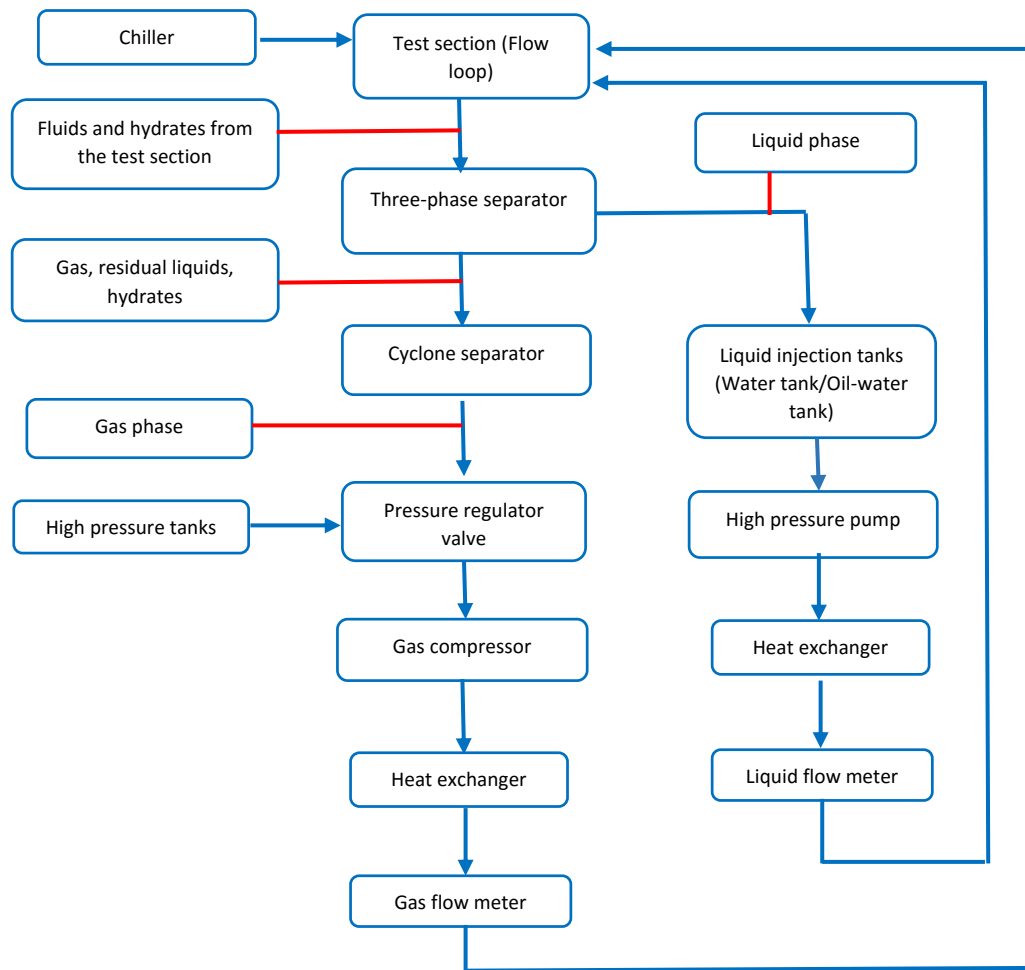 Chiller
Test section (Flow
loop)
Fluids and hydrates from
the test section
Liquid phase
Three-phase separator
Gas, residual liquids,
hydrates
Cyclone separator
Liquid injection tanks
(Water tank/Oil-water
tank)
Gas phase
High pressure tanks
Pressure regulator
valve
High pressure pump
Gas compressor
Heat exchanger
Heat exchanger
Liquid flow meter
Gas flow meter